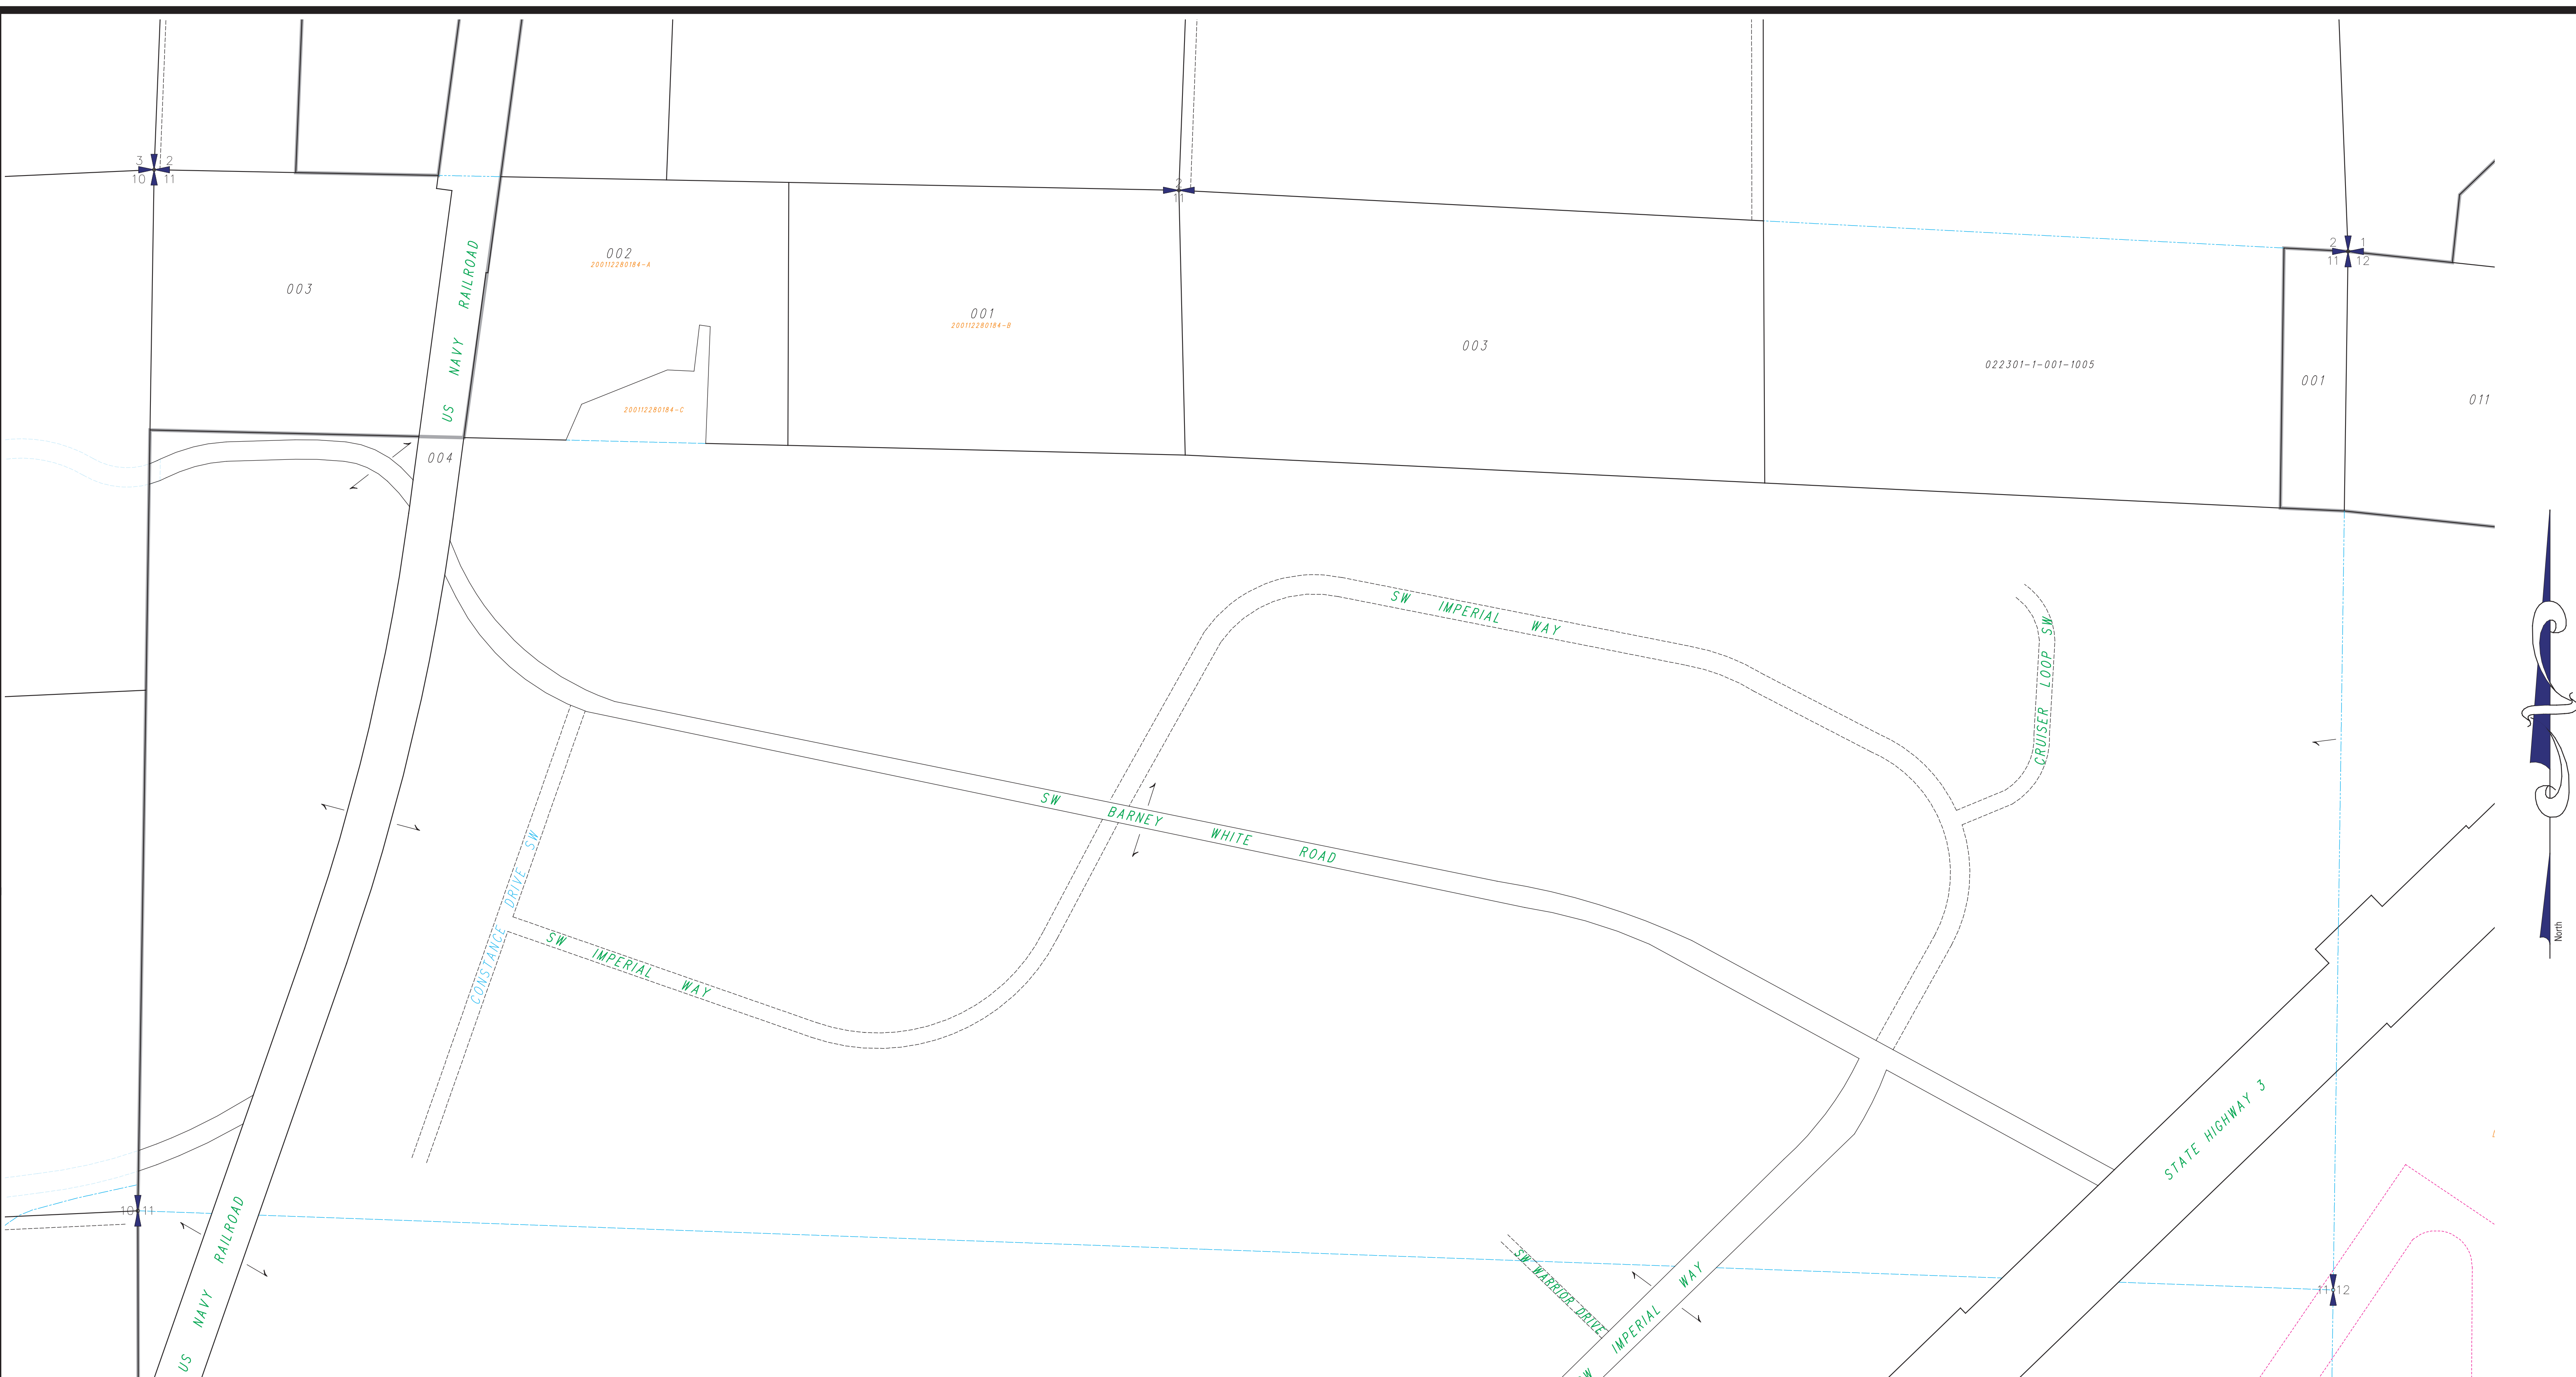 3 2
10 11
2
11
2 1
11 12
002
200112280184-A
003
001
200112280184-B
003
022301-1-001-1005
001
011
US NAVY RAILROAD
200112280184-C
004
SW IMPERIAL WAY
CRUISER LOOP SW
SW BARNEY WHITE ROAD
CONSTANCE DRIVE SW
SW IMPERIAL WAY
North
STATE HIGHWAY 3
10 11
US NAVY RAILROAD
SW WARRIOR DRIVE
SW IMPERIAL WAY
11 12